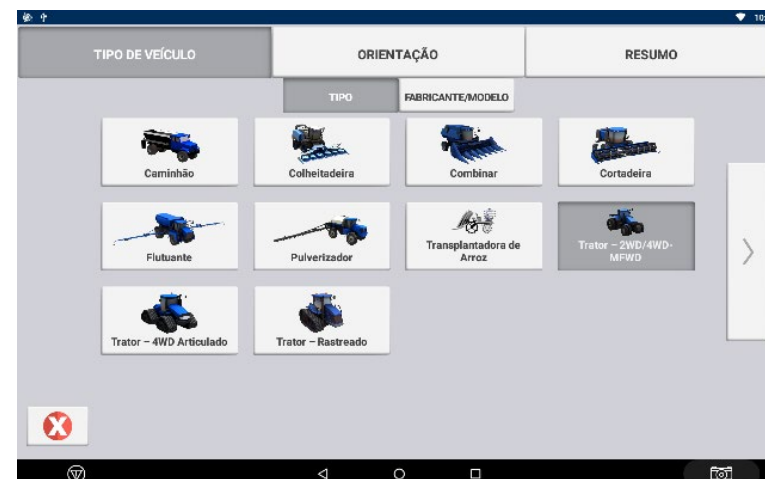 10:
TIPO DE VEÍCULO
ORIENTAÇÃO
RESUMO
TIPO
FABRICANTE/MODELO
Caminhão
Colheitadeira
Combinar
Cortadeira
Flutuante
Pulverizador
Transplantadora de
Arroz
Trator – 2WD/4WD-
MFWD
Trator – 4WD Articulado
Trator – Rastreado